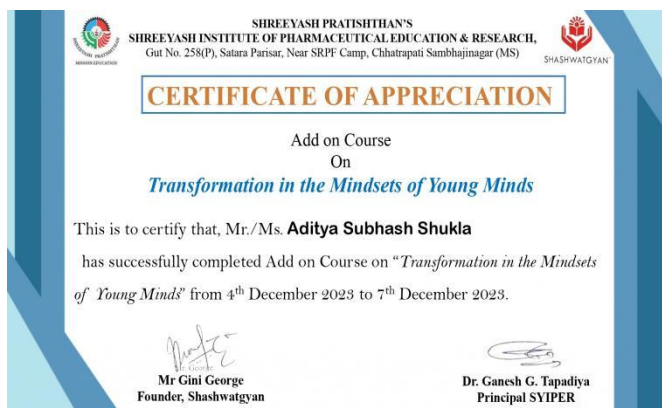 SHREEYASH PRATISHTHAN'S
SHREEYASH INSTITUTE OF PHARMACEUTICAL EDUCATION & RESEARCH,
Gut No. 258(P), Satara Parisar, Near SRPF Camp, Chhatrapati Sambhajinagar (MS)
SHREEYASH PRATISHTHAN
MISSION EDUCATION
SHASHWATGYAN
CERTIFICATE OF APPRECIATION
Add on Course
On
Transformation in the Mindsets of Young Minds
This is to certify that, Mr./Ms. Aditya Subhash Shukla
has successfully completed Add on Course on “Transformation in the Mindsets
of Young Minds” from 4th December 2023 to 7th December 2023.
Mr Gini George
Founder, Shashwatgyan
Dr. Ganesh G. Tapadiya
Principal SYIPER